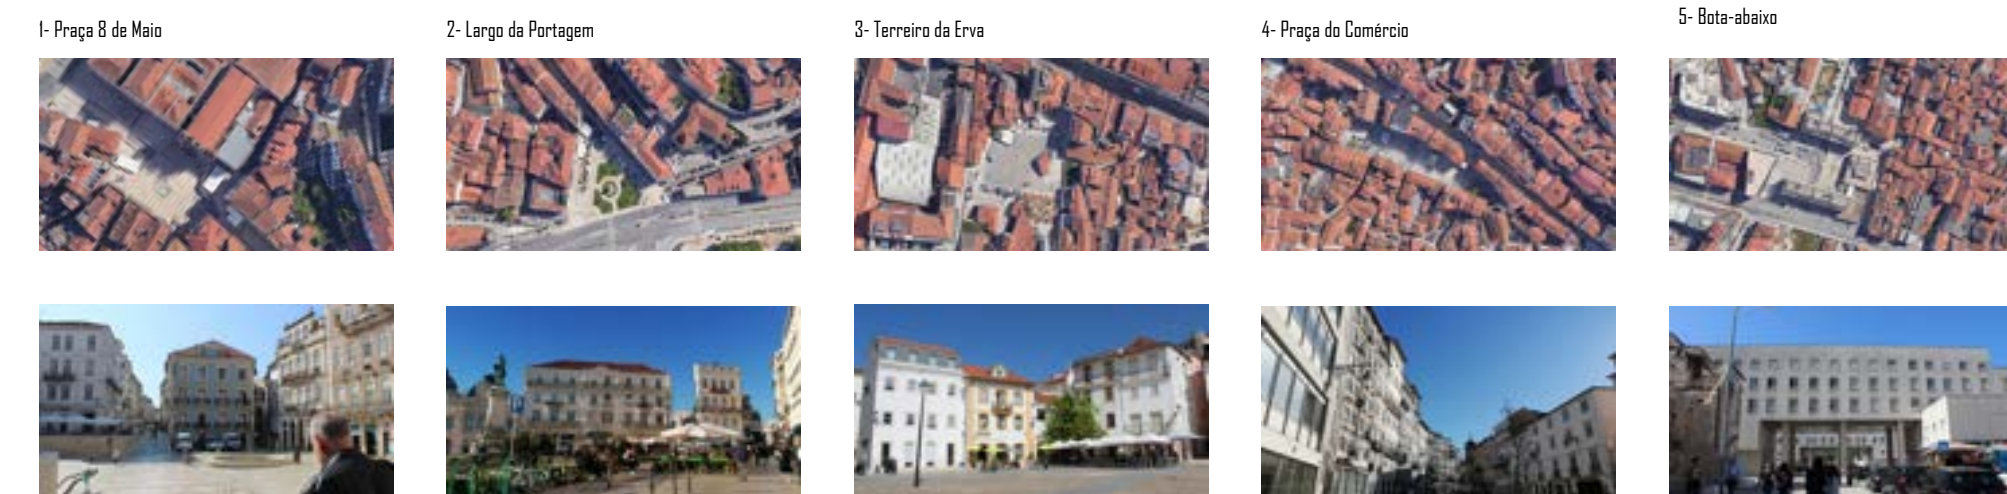 1- Praça 8 de Maio
2- Largo da Portagem
3- Terreiro da Erva
4- Praça do Comércio
5- Bota-abaixo